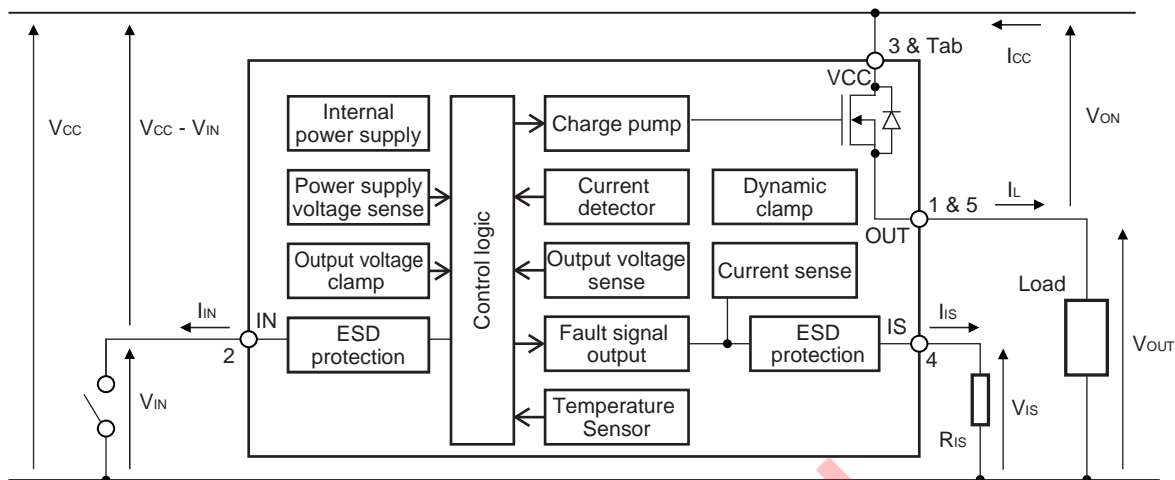 3 & Tab
ICC
VCC
VCC
VCC - VIN
VON
Internal
power supply
Charge pump
Power supply
voltage sense
Current
detector
Dynamic
clamp
1 & 5
IL
OUT
Control logic
Output voltage
clamp
Output voltage
sense
Current sense
Load
IIN
IN
2
ESD
protection
Fault signal
output
ESD
protection
IS
4
IIS
VOUT
VIN
Temperature
Sensor
RIS
VIS